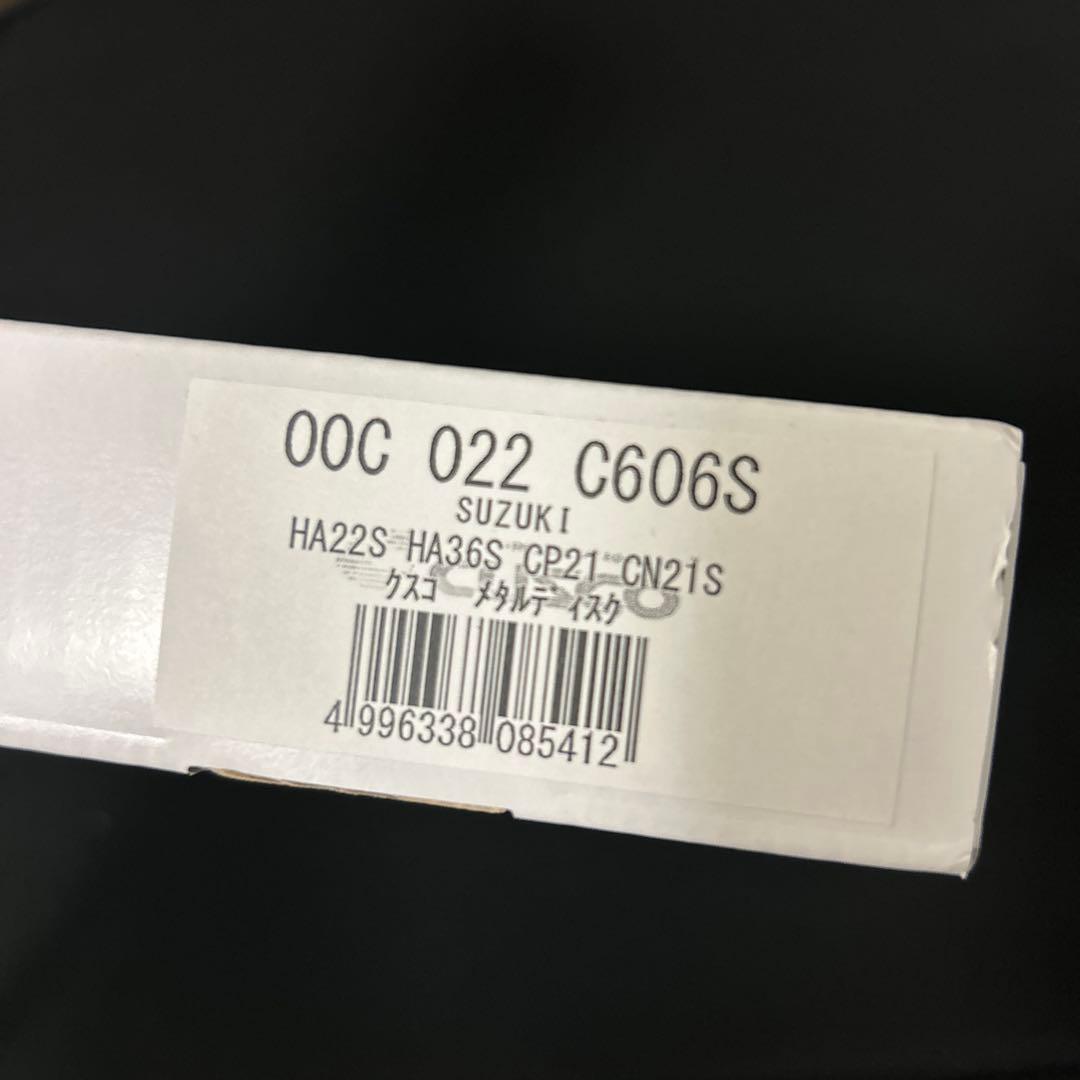 00C 022 C606S
SUZUKI
HA22S HA36S CP21 CN21S
ｸｽｺ ﾒﾀﾙﾃﾞｨｽｸ
CUSCO
4 996338 085412